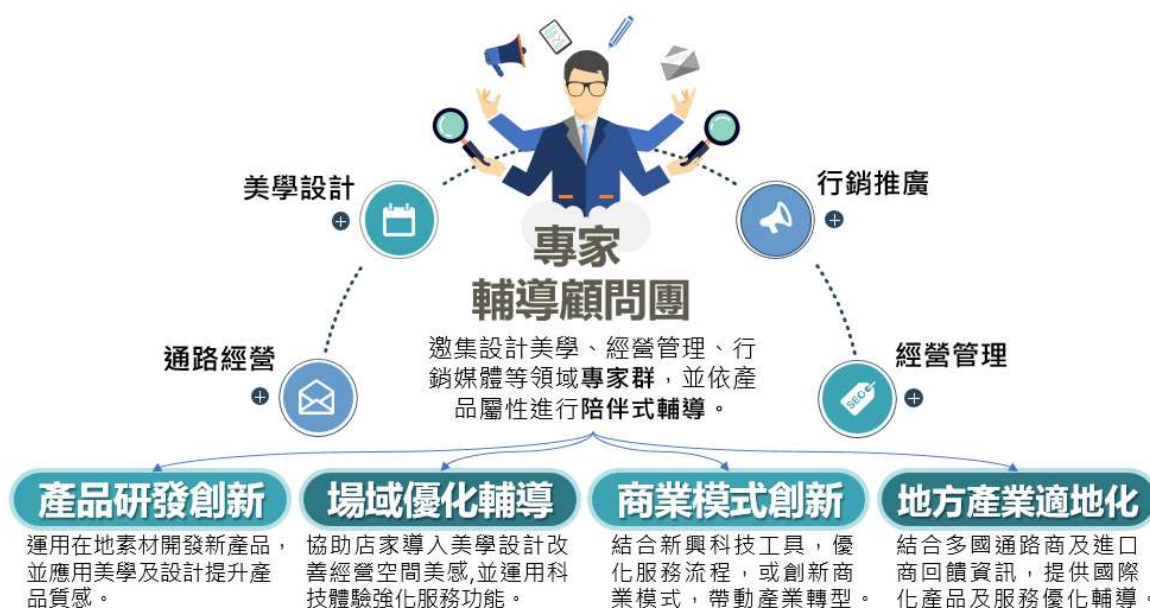 美學設計
行銷推廣
專家
輔導顧問團
通路經營
經營管理
邀集設計美學、經營管理、行
銷媒體等領域專家群，並依產
品屬性進行陪伴式輔導。
SEO
產品研發創新
運用在地素材開發新產品，
並應用美學及設計提升產
品質感。
場域優化輔導
協助店家導入美學設計改
善經營空間美感,並運用科
技體驗強化服務功能。
商業模式創新
結合新興科技工具，優
化服務流程，或創新商
業模式，帶動產業轉型。
地方產業適地化
結合多國通路商及進口
商回饋資訊，提供國際
化產品及服務優化輔導。